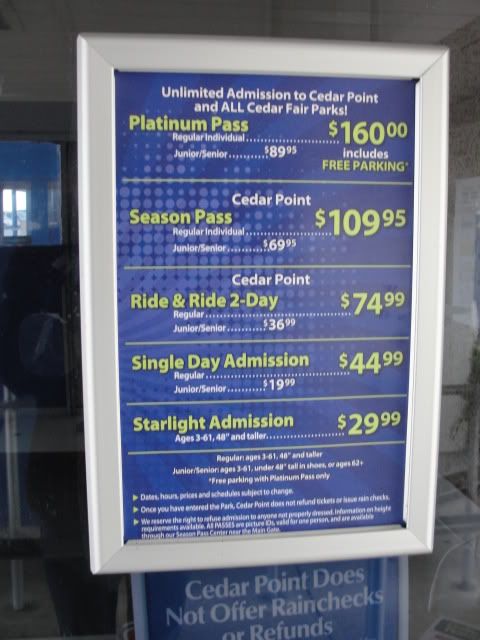 Unlimited Admission to Cedar Point
and ALL Cedar Fair Parks!
Platinum Pass
Regular Individual.................... $160.00
Junior/Senior.......... $89.95 includes
FREE PARKING*
Cedar Point
Season Pass
Regular Individual................ $109.95
Junior/Senior.......... $69.95
Cedar Point
Ride & Ride 2-Day
Regular.................................. $74.99
Junior/Senior.......... $36.99
Single Day Admission
Regular.................................. $44.99
Junior/Senior.......... $19.99
Starlight Admission
Ages 3-61, 48" and taller.................... $29.99
Regular: ages 3-61, 48" and taller
Junior/Senior: ages 3-61, under 48" tall in shoes, or ages 62+
*Free parking with Platinum Pass only
Dates, hours, prices and schedules subject to change.
Once you have entered the Park, Cedar Point does not refund tickets or issue rain checks.
We reserve the right to refuse admission to anyone not properly dressed. Information on height
requirements available. All PASSES are picture IDs, valid for one person, and are available
through our Season Pass Center near the Main Gate.
Cedar Point Does
Not Offer Rainchecks
or Refunds